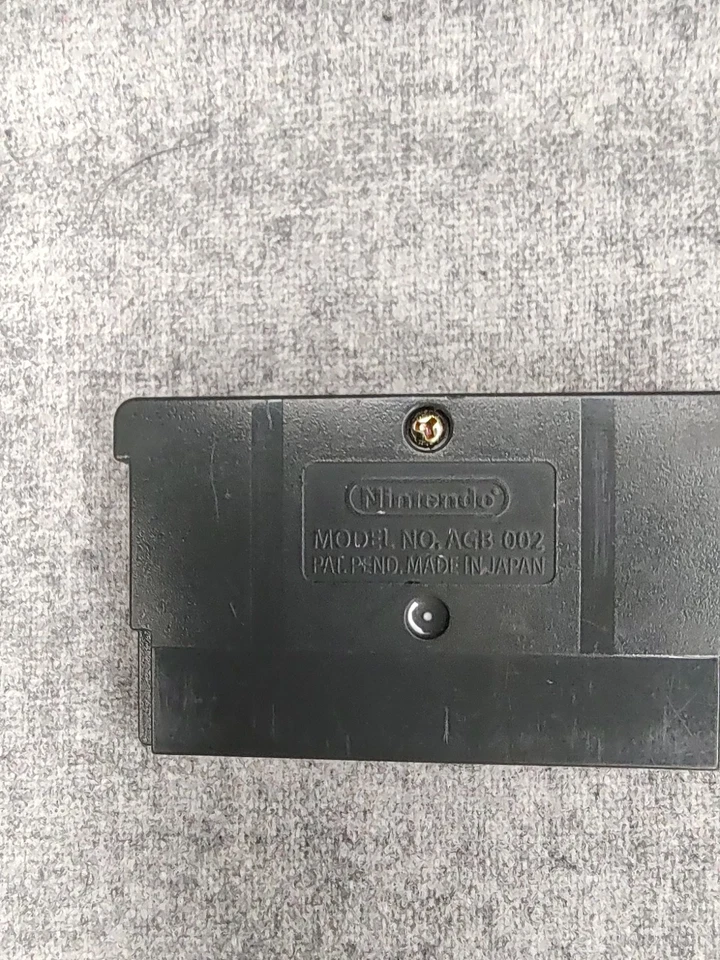 Nintendo®
MODEL NO. AGB-002
PAT. PEND. MADE IN JAPAN